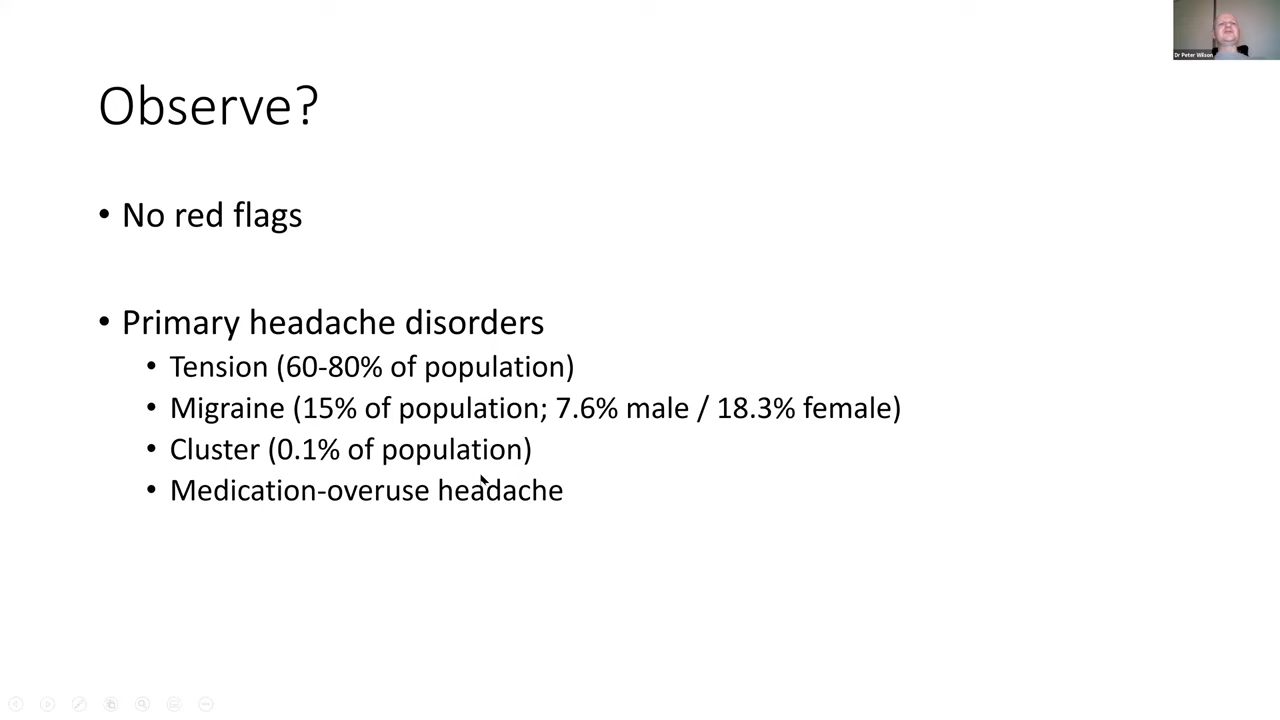 Dr Peter Wilson
Observe?
• No red flags
• Primary headache disorders
• Tension (60-80% of population)
• Migraine (15% of population; 7.6% male / 18.3% female)
• Cluster (0.1% of population)
• Medication-overuse headache